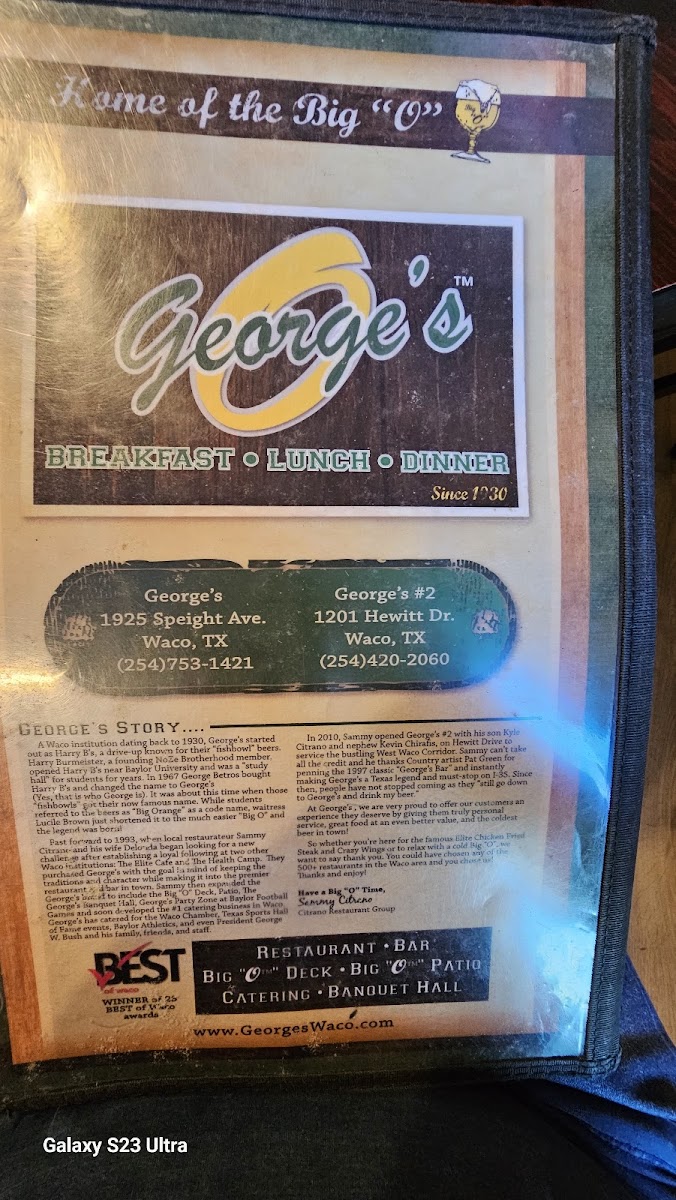 Home of the Big "O"
George's™
BREAKFAST • LUNCH • DINNER
Since 1930
George's
1925 Speight Ave.
Waco, TX
(254)753-1421
George's #2
1201 Hewitt Dr.
Waco, TX
(254)420-2060
GEORGE'S STORY....
A Waco institution dating back to 1930, George's started
out as Harry B's, a drive-up known for their "fishbowl" beers.
Harry Burmeister, a founding NoZe Brotherhood member,
opened Harry B's near Baylor University and was a "study
hall" for students for years. In 1967 George Betros bought
Harry B's and changed the name to George's
(Yes, that is who George is). It was about this time when those
"fishbowls" got their now famous name. While students
referred to the beers as "Big Orange" as a code name, waitress
Lucile Brown just shortened it to the much easier "Big O" and
the legend was born!
Past forward to 1993, when local restaurateur Sammy
Citrano and his wife Delonda began looking for a new
challenge after establishing a loyal following at two other
Waco institutions: The Elite Cafe and The Health Camp. They
purchased George's with the goal in mind of keeping the
traditions and character while making it into the premier
restaurant & bar in town. Sammy then expanded the
George's to include the Big "O" Deck, Patio, The
George's Banquet Hall, George's Party Zone at Baylor Football
Games and soon developed the #1 catering business in Waco.
George's has catered for the Waco Chamber, Texas Sports Hall
of Fame events, Baylor Athletics, and even President George
W. Bush and his family, friends, and staff.
In 2010, Sammy opened George's #2 with his son Kyle
Citrano and nephew Kevin Chirafis, on Hewitt Drive to
service the bustling West Waco Corridor. Sammy can't take
all the credit and he thanks Country artist Pat Green for
penning the 1997 classic "George's Bar" and instantly
making George's a Texas legend and must-stop on I-35. Since
then, people have not stopped coming as they "still go down
to George's and drink my beer."
At George's, we are very proud to offer our customers an
experience they deserve by giving them truly personal
service, great food at an even better value, and the coldest
beer in town!
So whether you're here for the famous Elite Chicken Fried
Steak and Crazy Wings or to relax with a cold Big "O", we
want to say thank you. You could have chosen any of the
500+ restaurants in the Waco area and you chose us!
Thanks and enjoy!
Have a Big "O" Time,
Sammy Citrano
Citrano Restaurant Group
BEST
of waco
WINNER of 25
BEST of Waco
awards
RESTAURANT • BAR
BIG "O™" DECK • BIG "O™" PATIO
CATERING • BANQUET HALL
www.GeorgesWaco.com
Galaxy S23 Ultra